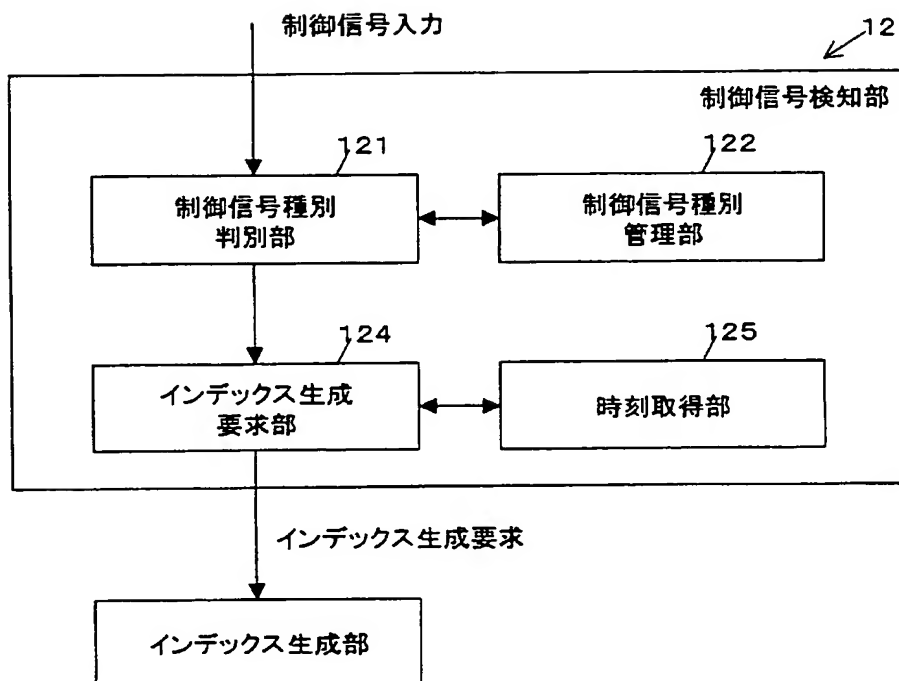 制御信号入力
12
制御信号検知部
121
122
制御信号種別
判別部
制御信号種別
管理部
124
125
インデックス生成
要求部
時刻取得部
インデックス生成要求
インデックス生成部